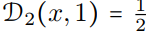 𝔇₂(x, 1) = 1/2